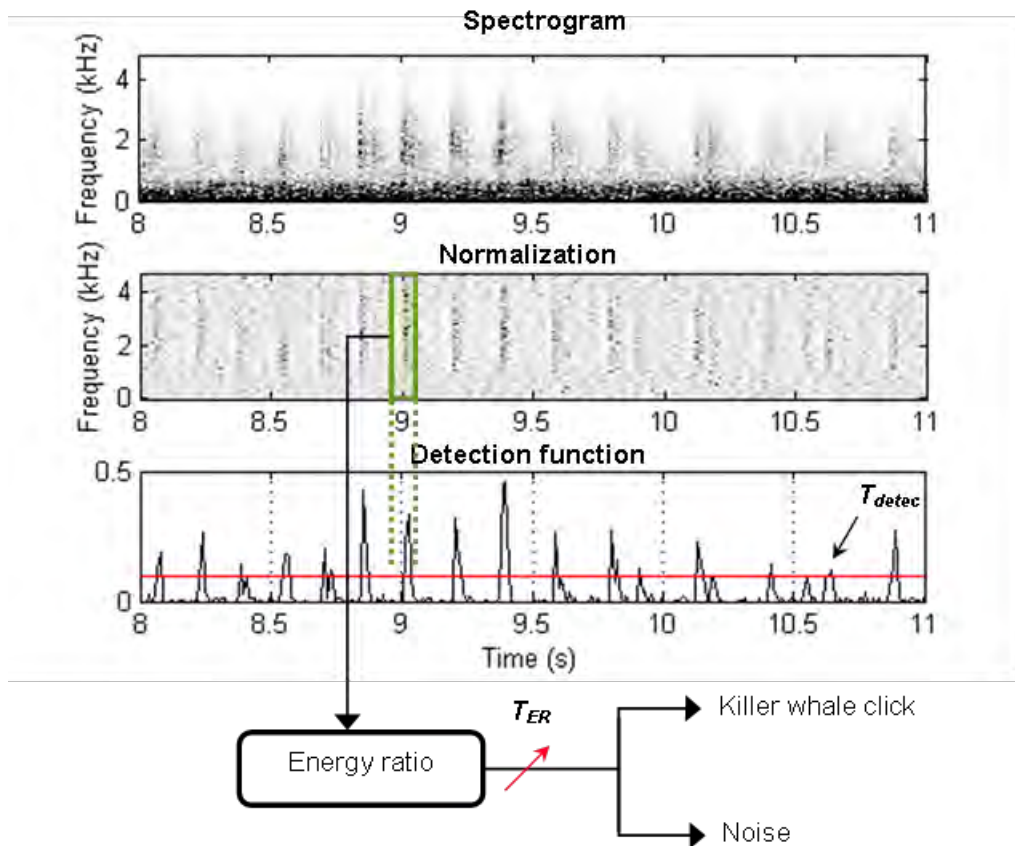 Spectrogram
Frequency (kHz)
4
2
0
8 8.5 9 9.5 10 10.5 11
Normalization
Frequency (kHz)
4
2
0
8 8.5 9 9.5 10 10.5 11
Detection function
0.5
0
T_detec
8 8.5 9 9.5 10 10.5 11
Time (s)
Energy ratio
T_ER
Killer whale click
Noise